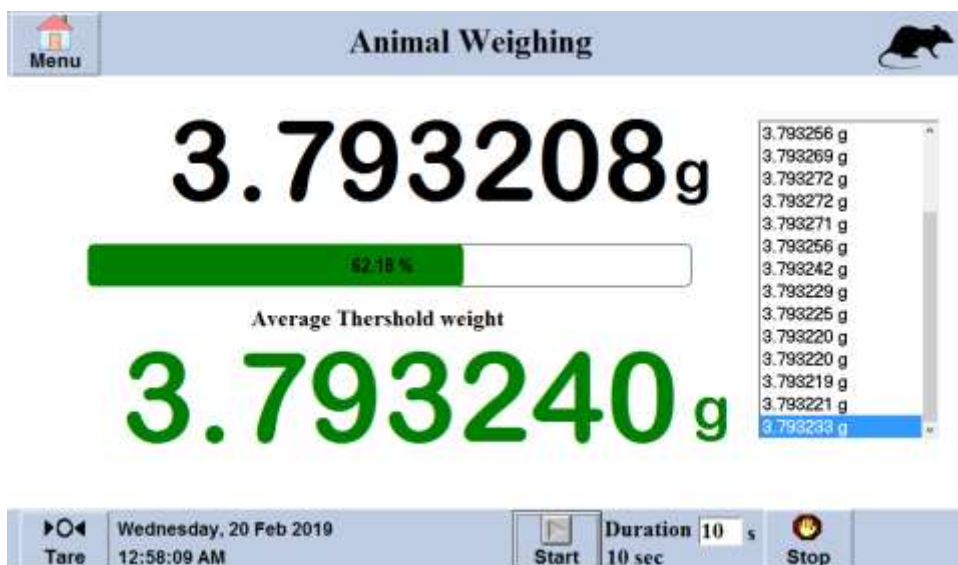 Menu
Animal Weighing
3.793208g
62.18 %
Average Thershold weight
3.793240 g
3.793256 g
3.793269 g
3.793272 g
3.793272 g
3.793271 g
3.793256 g
3.793242 g
3.793229 g
3.793225 g
3.793220 g
3.793220 g
3.793219 g
3.793221 g
3.793233 g
Tare
Wednesday, 20 Feb 2019
12:58:09 AM
Start
Duration 10 s
10 sec
Stop